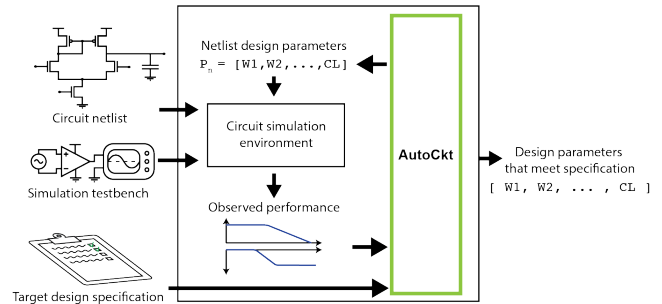 Netlist design parameters
Pn = [W1,W2,...,CL]
Circuit netlist
Circuit simulation
environment
AutoCkt
Design parameters
that meet specification
[ W1, W2, ... , CL ]
Simulation testbench
Observed performance
Target design specification